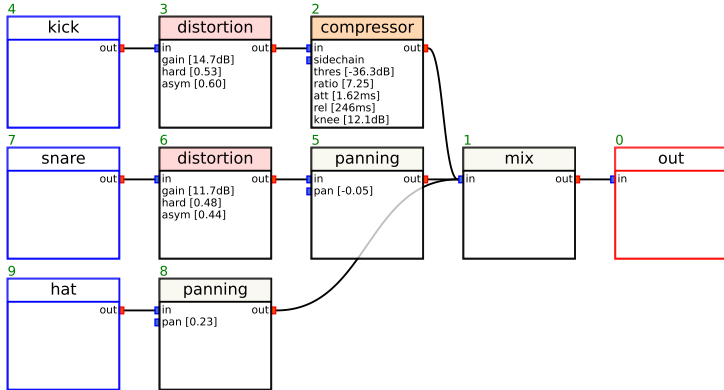 4
kick
out
3
distortion
in out
gain [14.7dB]
hard [0.53]
asym [0.60]
2
compressor
in out
sidechain
thres [-36.3dB]
ratio [7.25]
att [1.62ms]
rel [246ms]
knee [12.1dB]
7
snare
out
6
distortion
in out
gain [11.7dB]
hard [0.48]
asym [0.44]
5
panning
in out
pan [-0.05]
1
mix
in out
0
out
in
9
hat
out
8
panning
in out
pan [0.23]